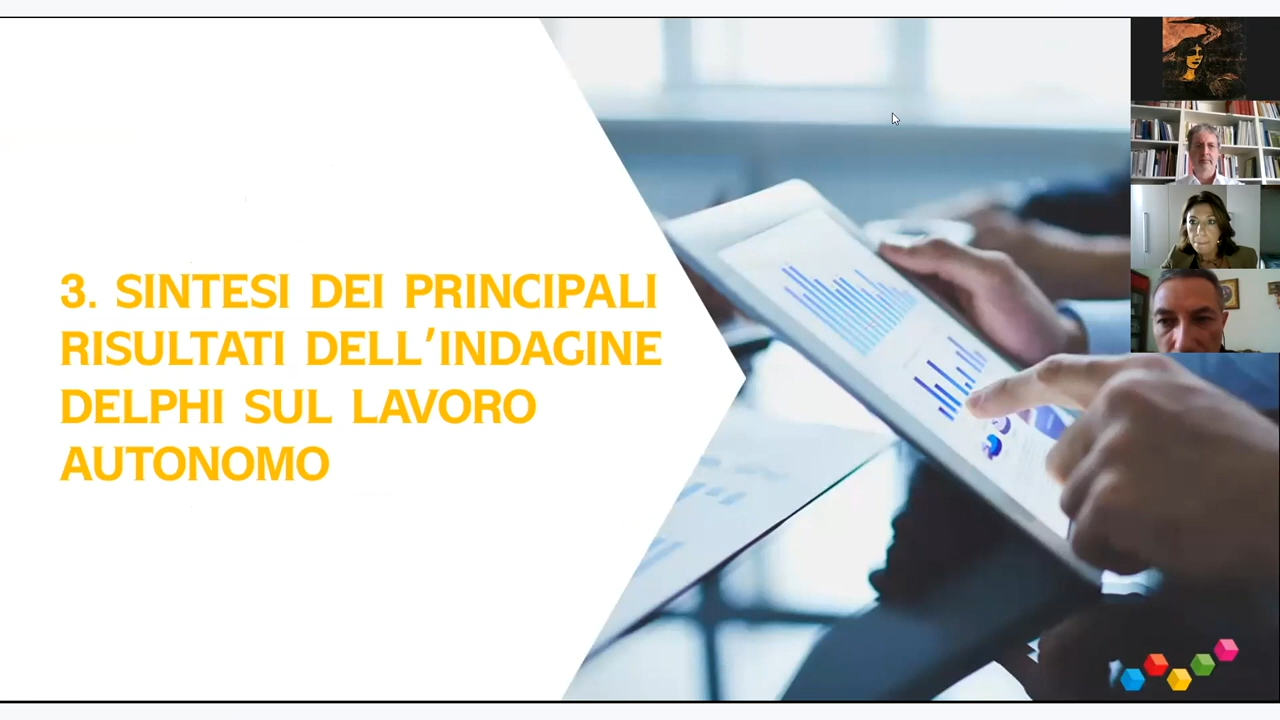 3. SINTESI DEI PRINCIPALI
RISULTATI DELL'INDAGINE
DELPHI SUL LAVORO
AUTONOMO